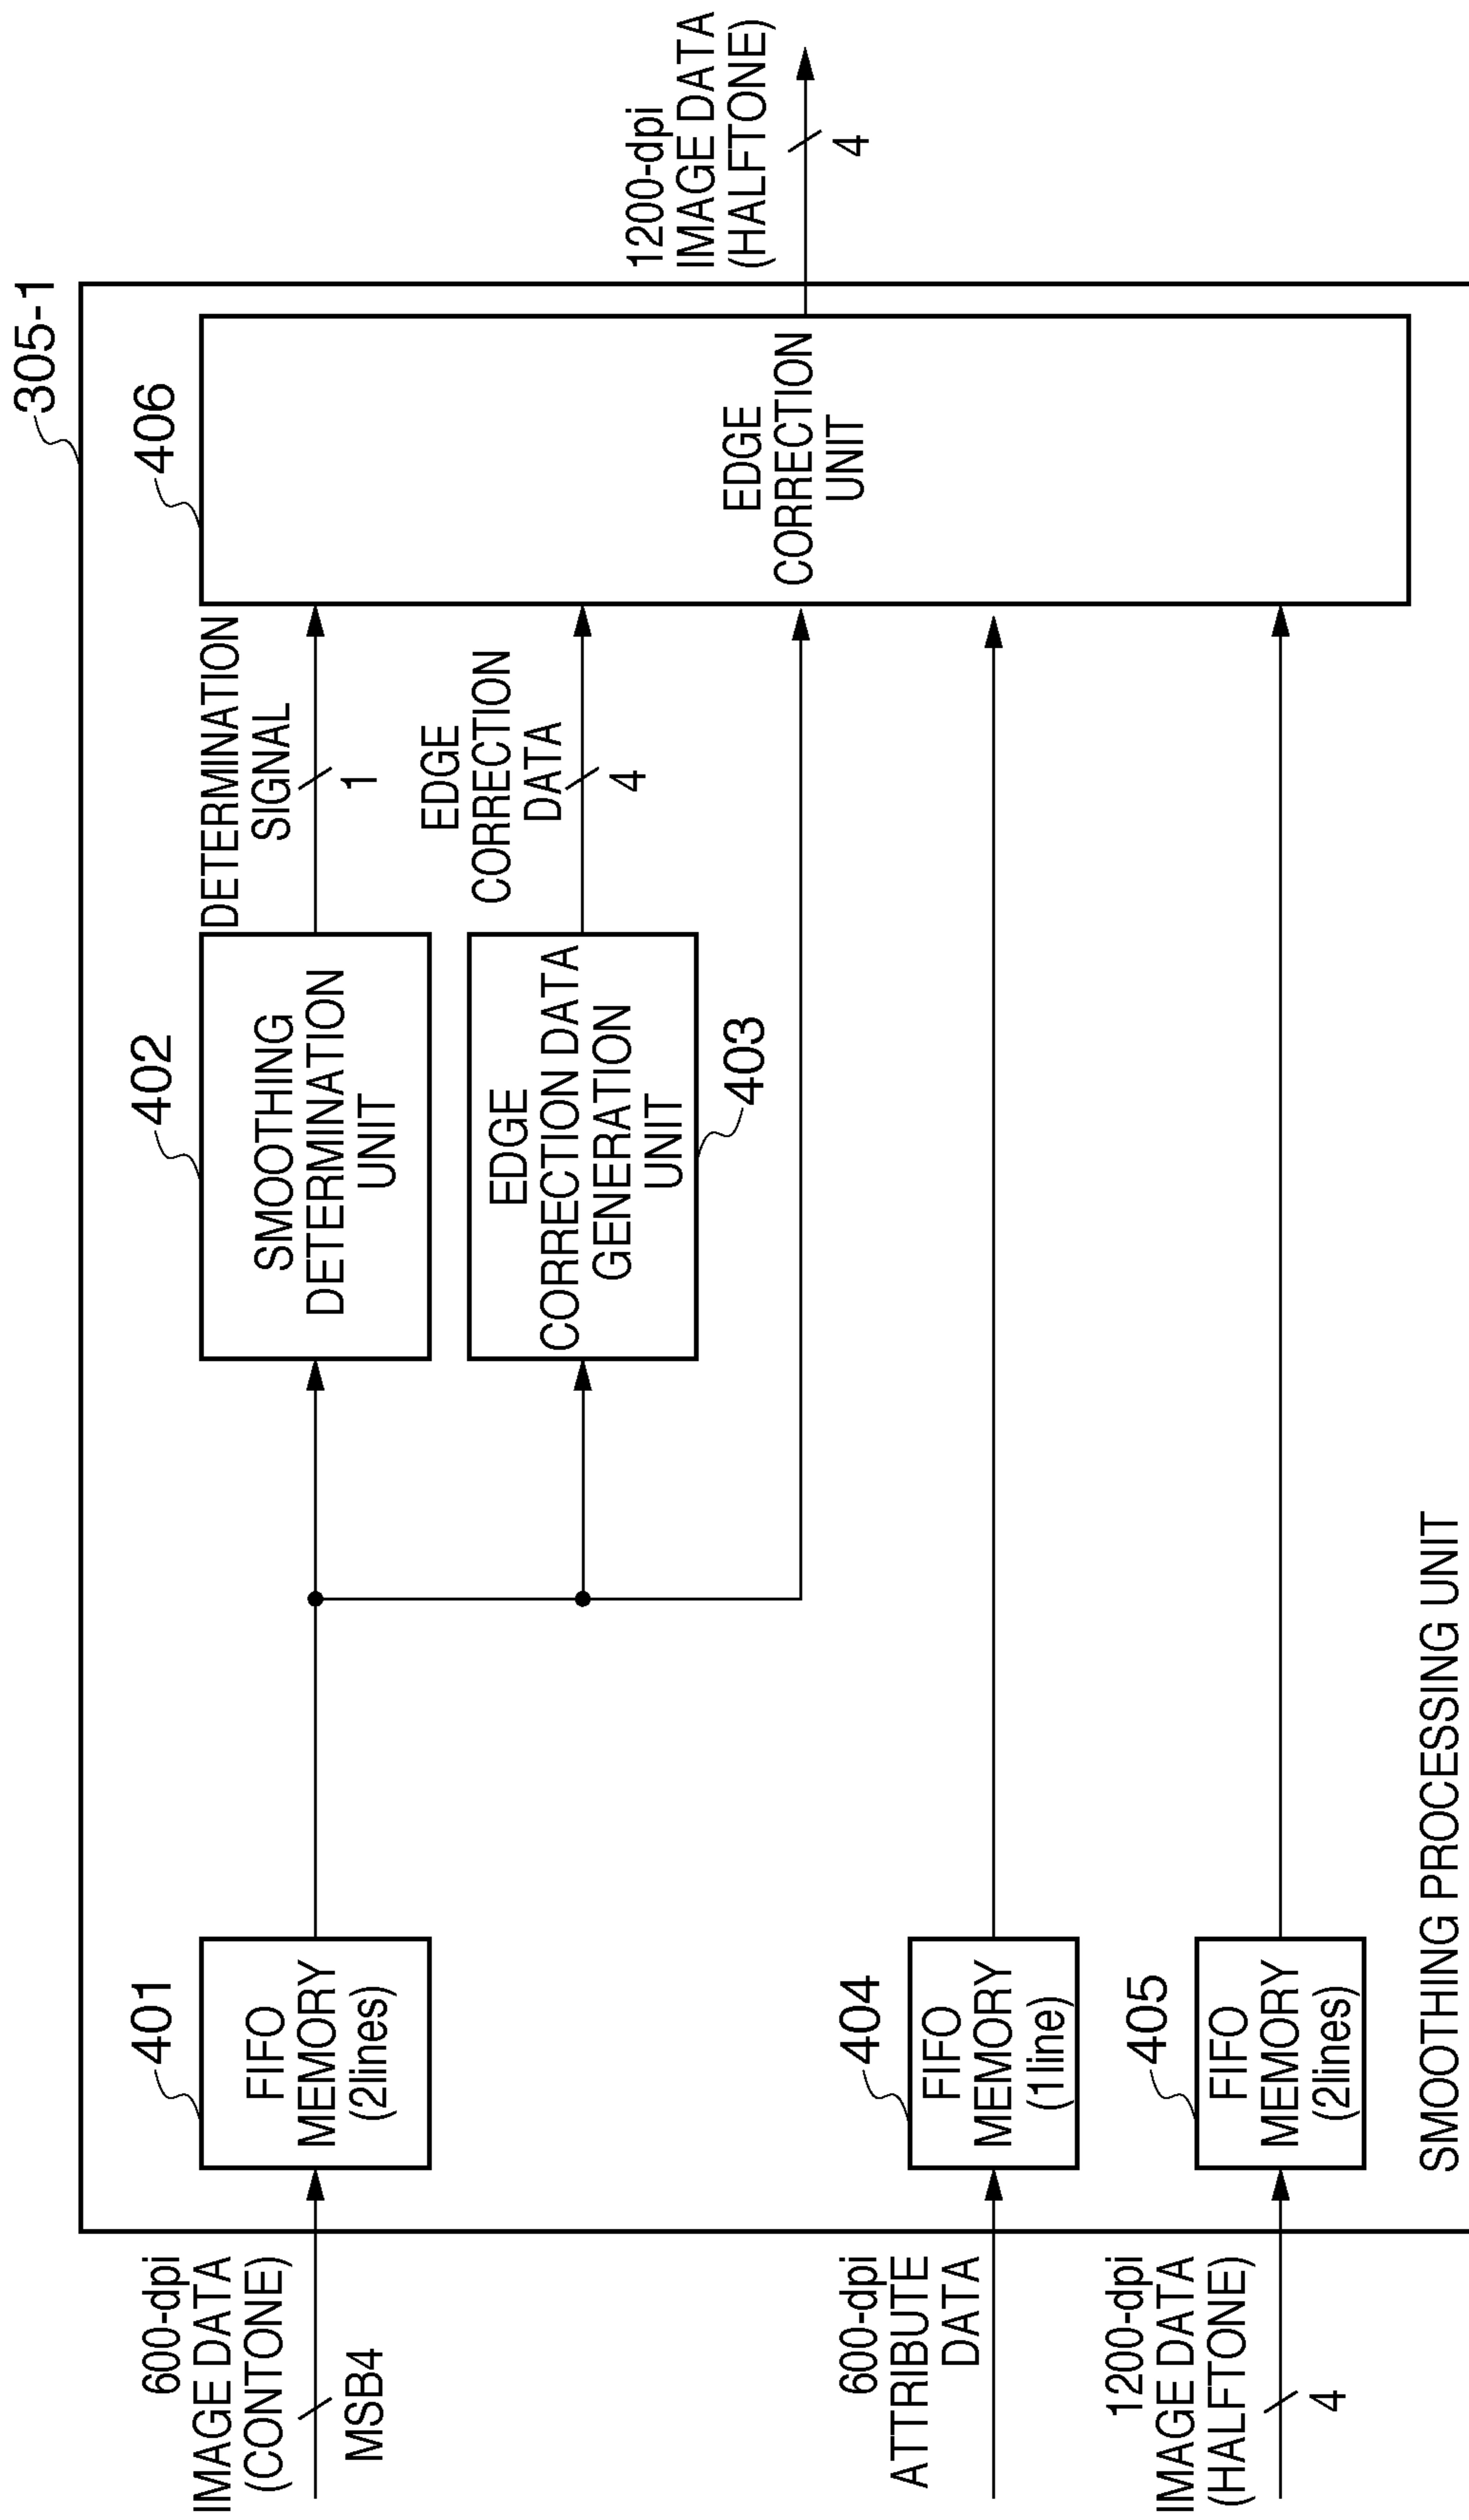 305-1
401
402
406
600-dpi
IMAGE DATA
(CONTONE)
MSB4
FIFO
MEMORY
(2lines)
SMOOTHING
DETERMINATION
UNIT
DETERMINATION
SIGNAL
1
EDGE
CORRECTION DATA
GENERATION
UNIT
403
EDGE
CORRECTION
DATA
4
EDGE
CORRECTION
UNIT
1200-dpi
IMAGE DATA
(HALFTONE)
4
600-dpi
ATTRIBUTE
DATA
404
FIFO
MEMORY
(1line)
1200-dpi
IMAGE DATA
(HALFTONE)
4
405
FIFO
MEMORY
(2lines)
SMOOTHING PROCESSING UNIT